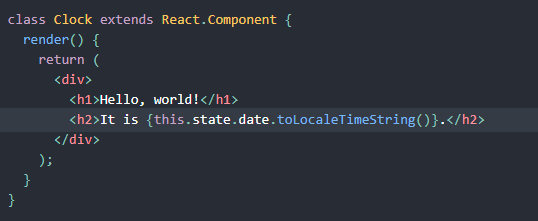 class Clock extends React.Component {
  render() {
    return (
      <div>
        <h1>Hello, world!</h1>
        <h2>It is {this.state.date.toLocaleTimeString()}.</h2>
      </div>
    );
  }
}